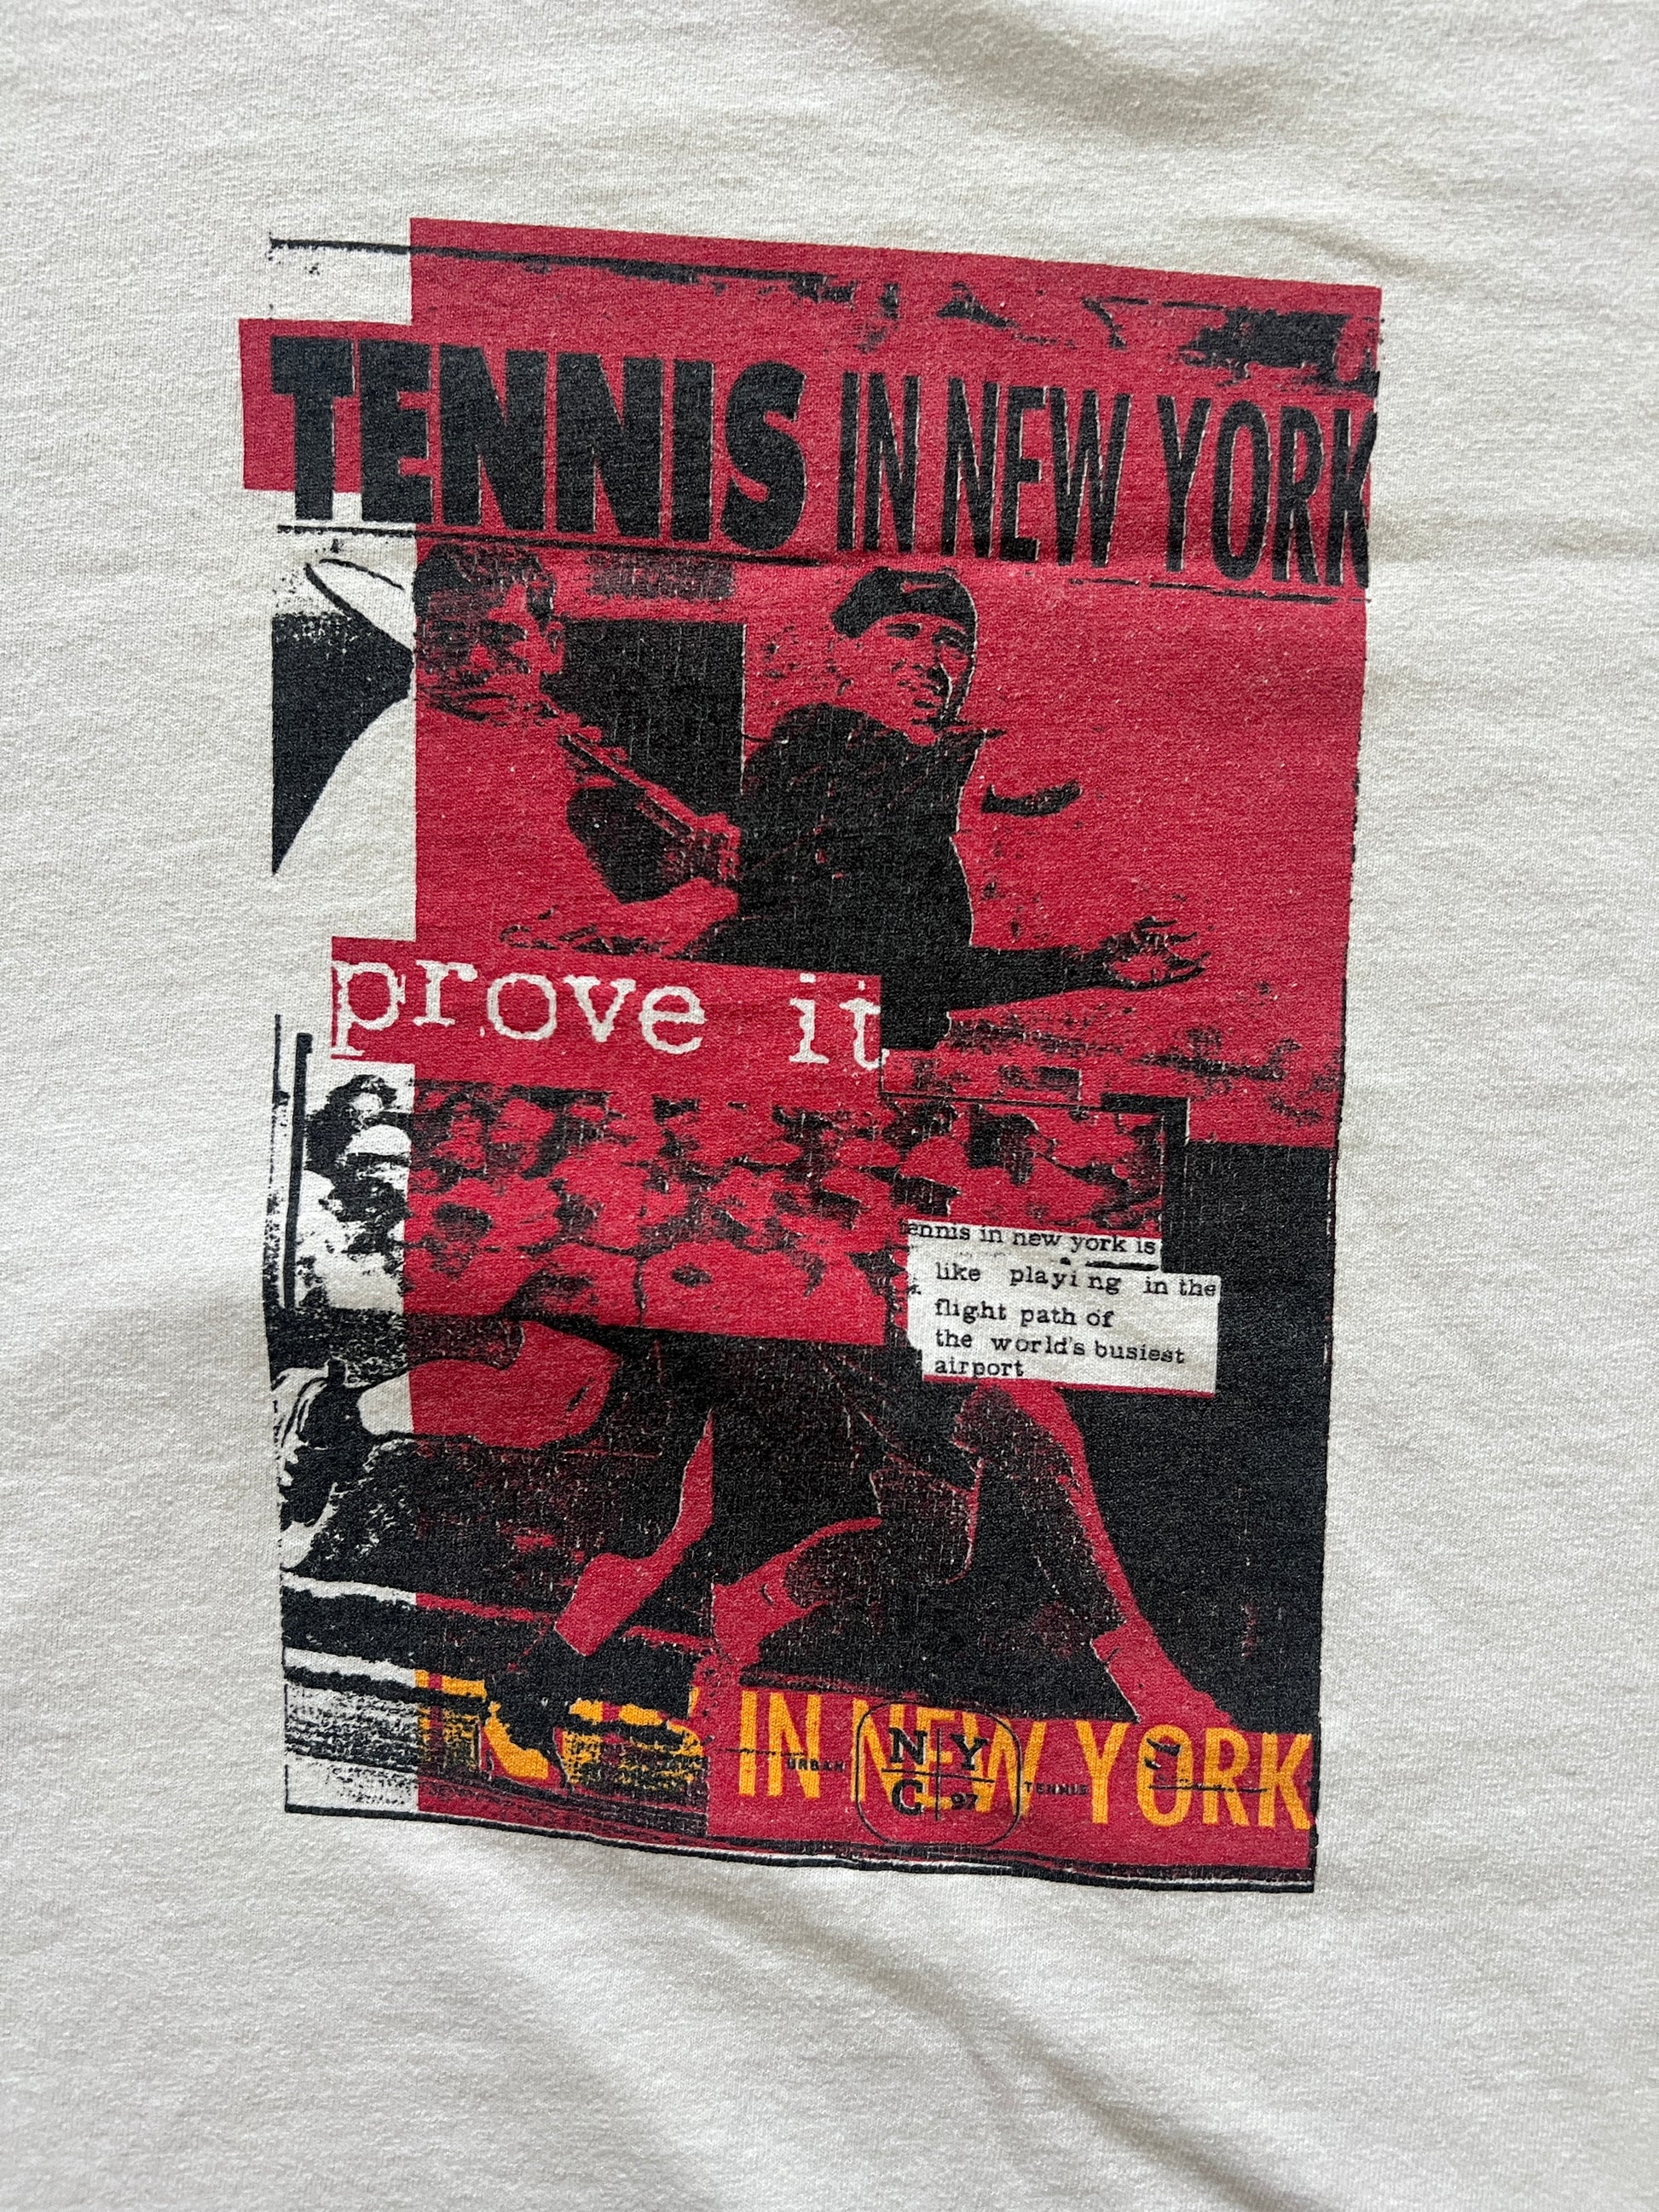 TENNIS IN NEW YORK
prove it
ennis in new york is
like playing in the
flight path of
the world's busiest
airport
IN NEW YORK
URBAN
N Y
C 97
TENNIS